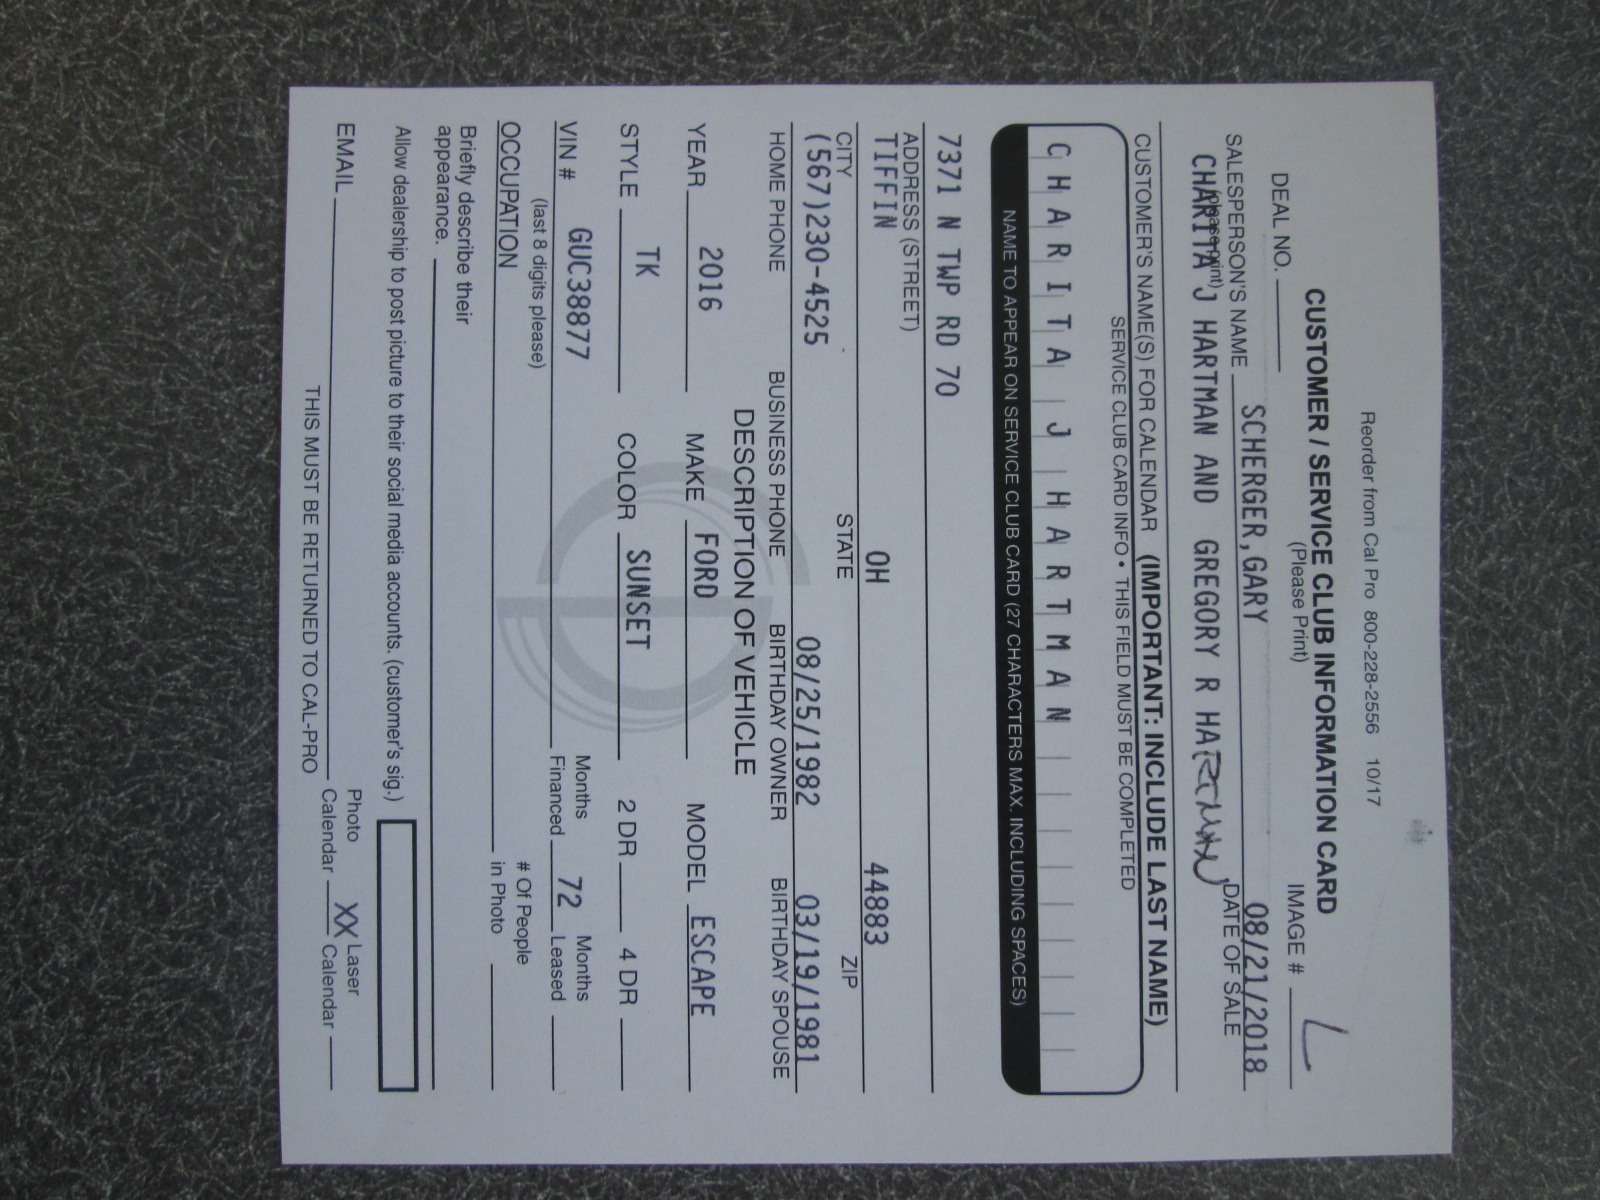 Reorder from Cal Pro 800-228-2556 10/17
CUSTOMER / SERVICE CLUB INFORMATION CARD
(Please Print)
DEAL NO.
IMAGE #
SCHERGER,GARY 08/21/2018
SALESPERSON'S NAME DATE OF SALE
(please print)
CHARITA J HARTMAN AND GREGORY R HARTMAN
CUSTOMER'S NAME(S) FOR CALENDAR (IMPORTANT: INCLUDE LAST NAME)
SERVICE CLUB CARD INFO • THIS FIELD MUST BE COMPLETED
CHARITA J HARTMAN
NAME TO APPEAR ON SERVICE CLUB CARD (27 CHARACTERS MAX. INCLUDING SPACES)
7371 N TWP RD 70
ADDRESS (STREET)
TIFFIN OH 44883
CITY STATE ZIP
(567)230-4525 08/25/1982 03/19/1981
HOME PHONE BUSINESS PHONE BIRTHDAY OWNER BIRTHDAY SPOUSE
DESCRIPTION OF VEHICLE
YEAR 2016 MAKE FORD MODEL ESCAPE
STYLE TK COLOR SUNSET 2 DR 4 DR
VIN # GUC38877 Months Financed 72 Months Leased
(last 8 digits please)
OCCUPATION # Of People in Photo
Briefly describe their
appearance.
Allow dealership to post picture to their social media accounts. (customer's sig.)
EMAIL Photo Calendar XX Laser Calendar
THIS MUST BE RETURNED TO CAL-PRO